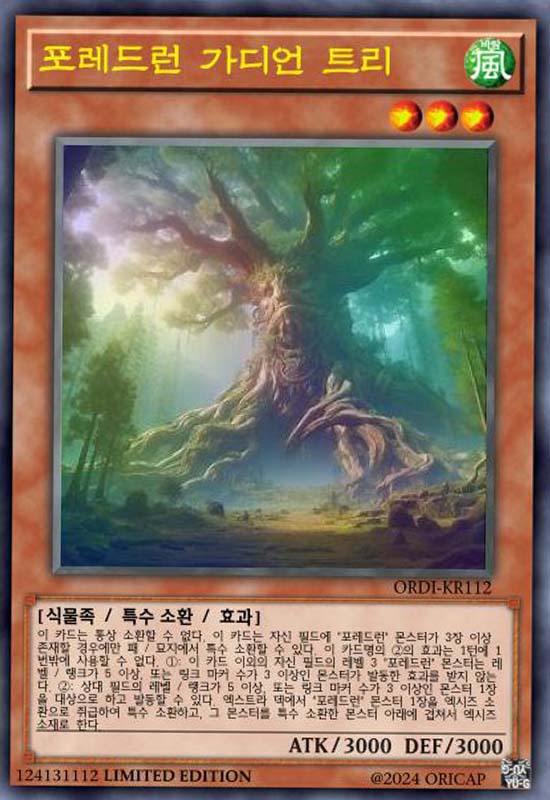 포레드런 가디언 트리
바람
風
ORDI-KR112
[식물족 / 특수 소환 / 효과]
이 카드는 통상 소환할 수 없다. 이 카드는 자신 필드에 "포레드런" 몬스터가 3장 이상
존재할 경우에만 패 / 묘지에서 특수 소환할 수 있다. 이 카드명의 ②의 효과는 1턴에 1
번밖에 사용할 수 없다. ①: 이 카드 이외의 자신 필드의 레벨 3 "포레드런" 몬스터는 레
벨 / 랭크가 5 이상, 또는 링크 마커 수가 3 이상인 몬스터가 발동한 효과를 받지 않는
다. ②: 상대 필드의 레벨 / 랭크가 5 이상, 또는 링크 마커 수가 3 이상인 몬스터 1장
을 대상으로 하고 발동할 수 있다. 엑스트라 덱에서 "포레드런" 몬스터 1장을 엑시즈 소
환으로 취급하여 특수 소환하고, 그 몬스터를 특수 소환한 몬스터 아래에 겹쳐서 엑시즈
소재로 한다.
ATK/3000 DEF/3000
124131112 LIMITED EDITION
@2024 ORICAP